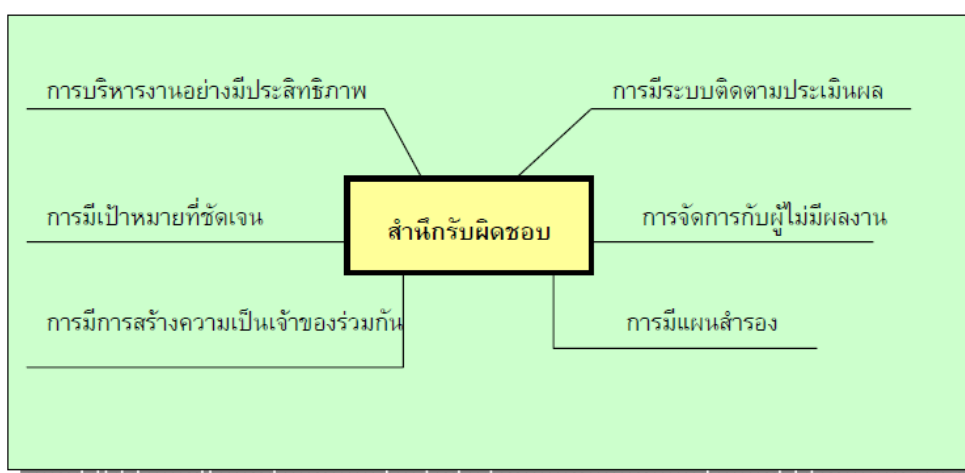 การบริหารงานอย่างมีประสิทธิภาพ
การมีระบบติดตามประเมินผล
การมีเป้าหมายที่ชัดเจน
สำนึกรับผิดชอบ
การจัดการกับผู้ไม่มีผลงาน
การมีการสร้างความเป็นเจ้าของร่วมกัน
การมีแผนสำรอง